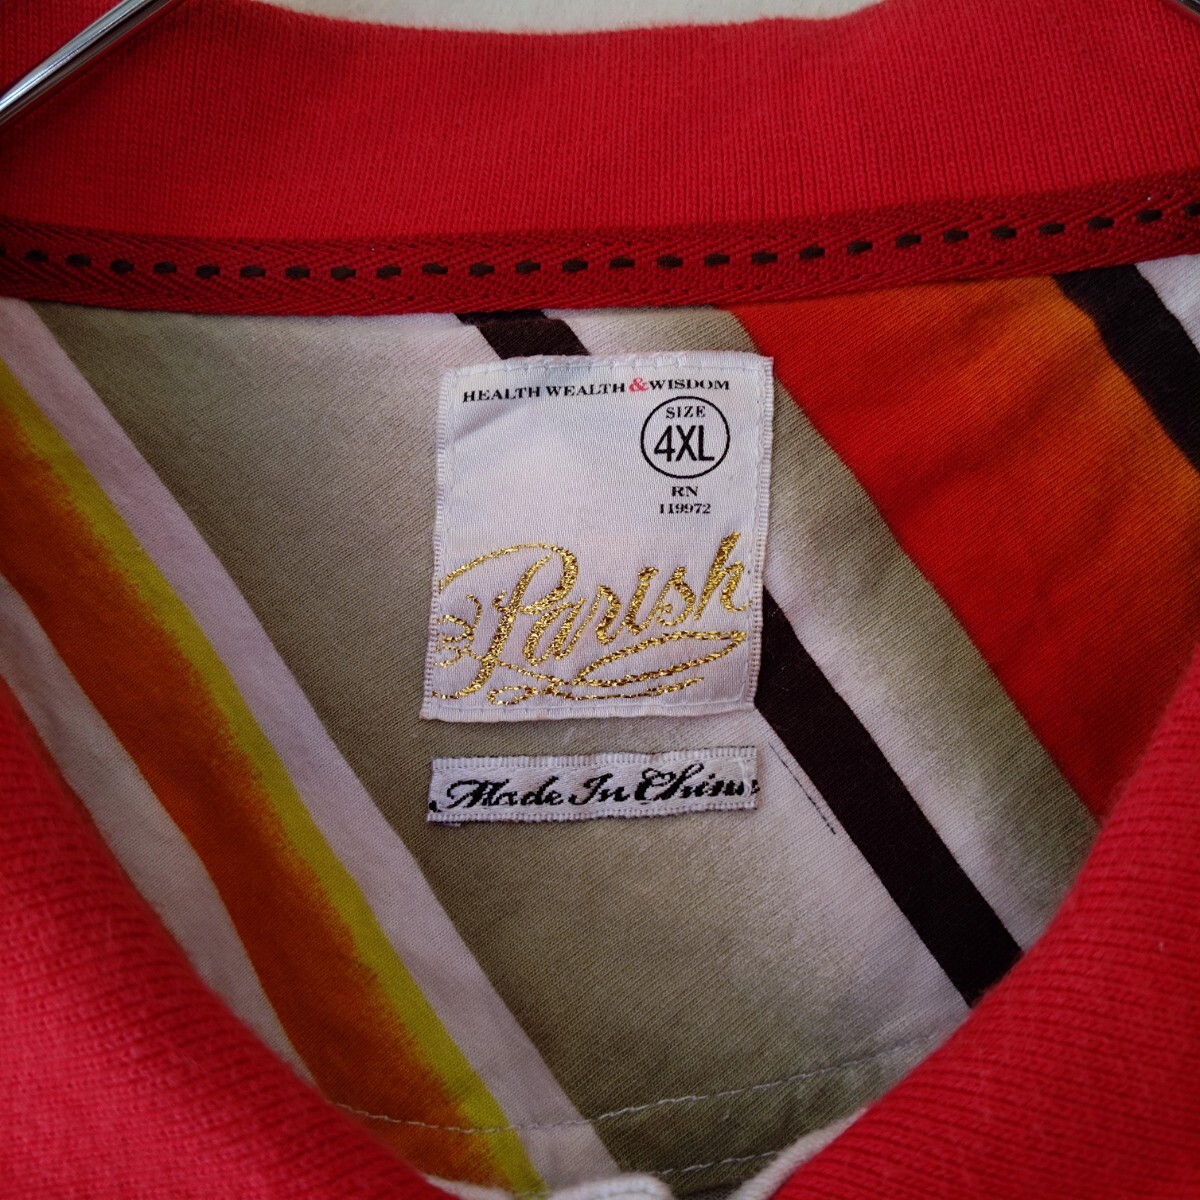 HEALTH WEALTH & WISDOM
SIZE
4XL
RN
119972
Parish
Made In China